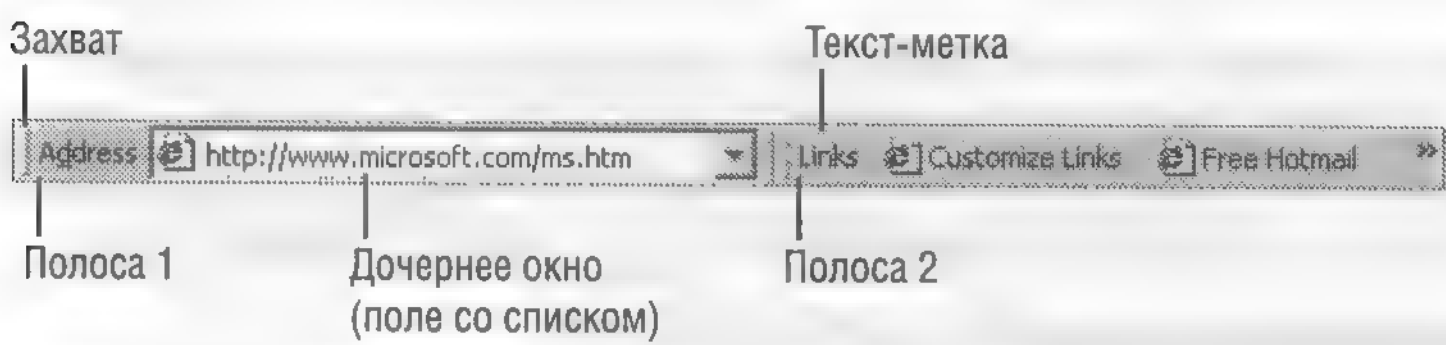 Захват
Текст-метка
Address http://www.microsoft.com/ms.htm Links Customize Links Free Hotmail »
Полоса 1
Дочернее окно
(поле со списком)
Полоса 2